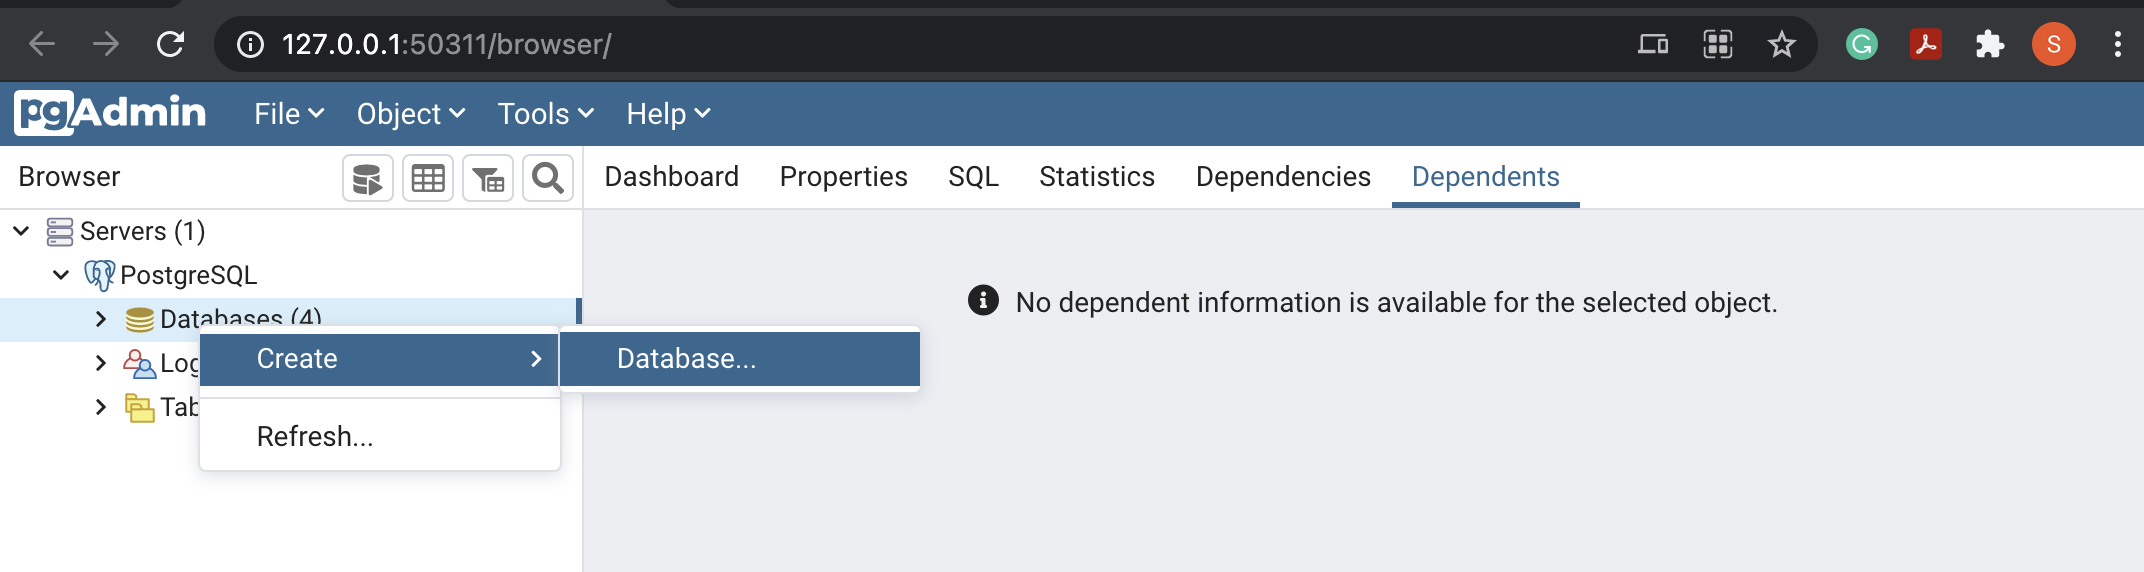 127.0.0.1:50311/browser/
S
pgAdmin File Object Tools Help
Browser
Dashboard Properties SQL Statistics Dependencies Dependents
Servers (1)
PostgreSQL
Databases (4)
Log
Tab
Create
Database...
Refresh...
No dependent information is available for the selected object.